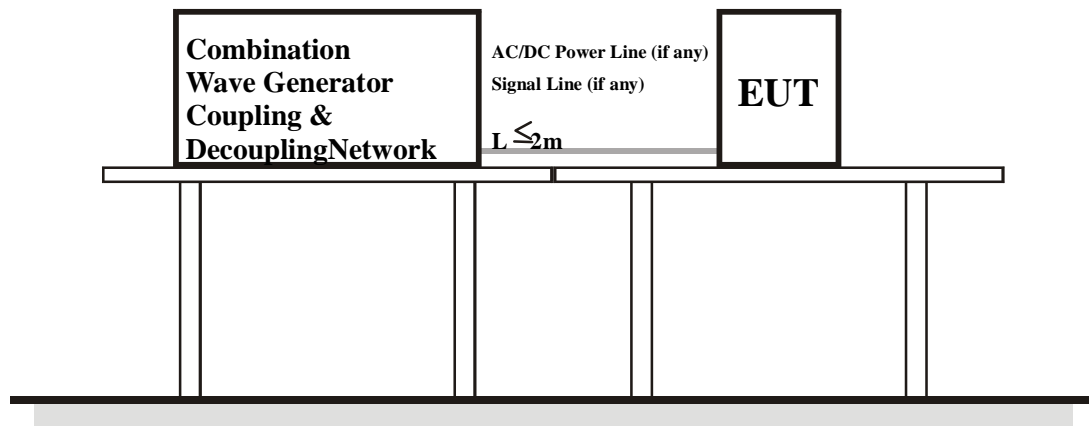 Combination
Wave Generator
Coupling &
DecouplingNetwork
AC/DC Power Line (if any)
Signal Line (if any)
L ≤2m
EUT